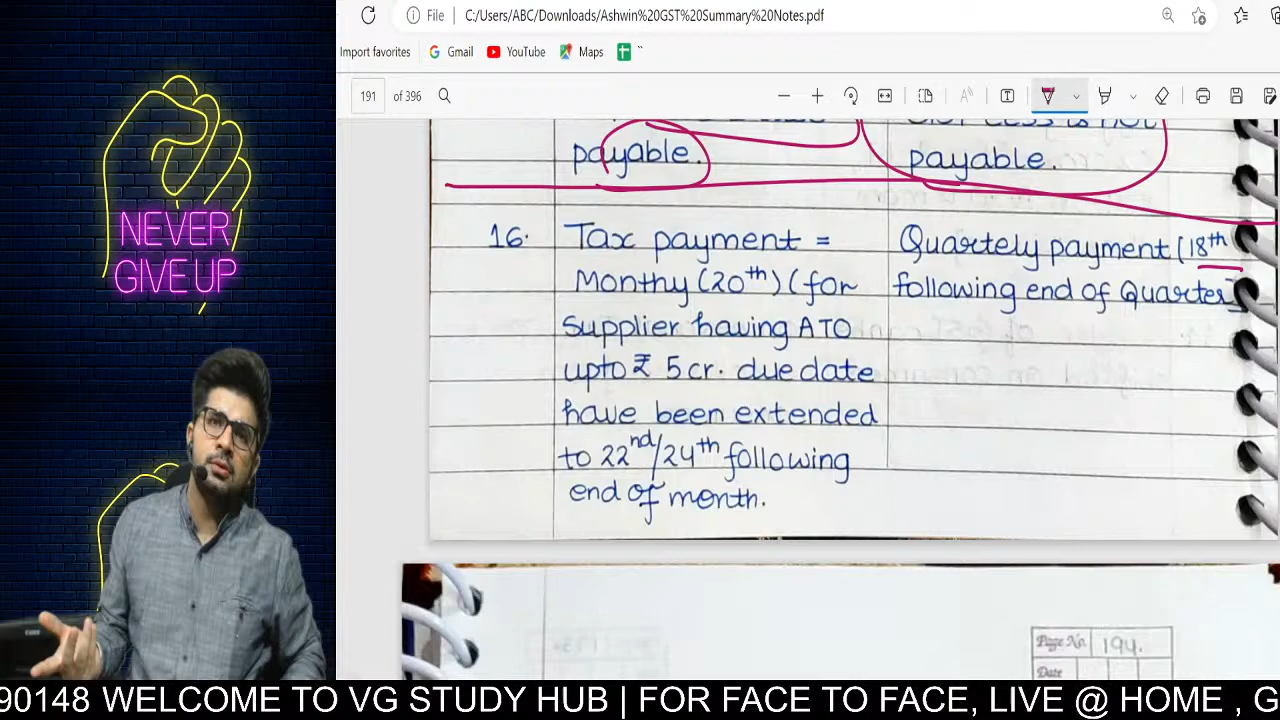 File C:/Users/ABC/Downloads/Ashwin%20GST%20Summary%20Notes.pdf
Import favorites Gmail YouTube Maps
191 of 396
NEVER
GIVE UP
payable.
is not
payable.
16. Tax payment =
Monthy (20th) (for
supplier having ATO
upto ₹ 5 cr. due date
have been extended
to 22nd/24th following
end of month.
Quartely payment (18th
following end of Quarter
Page No. 194.
Date
90148 WELCOME TO VG STUDY HUB | FOR FACE TO FACE, LIVE @ HOME , G